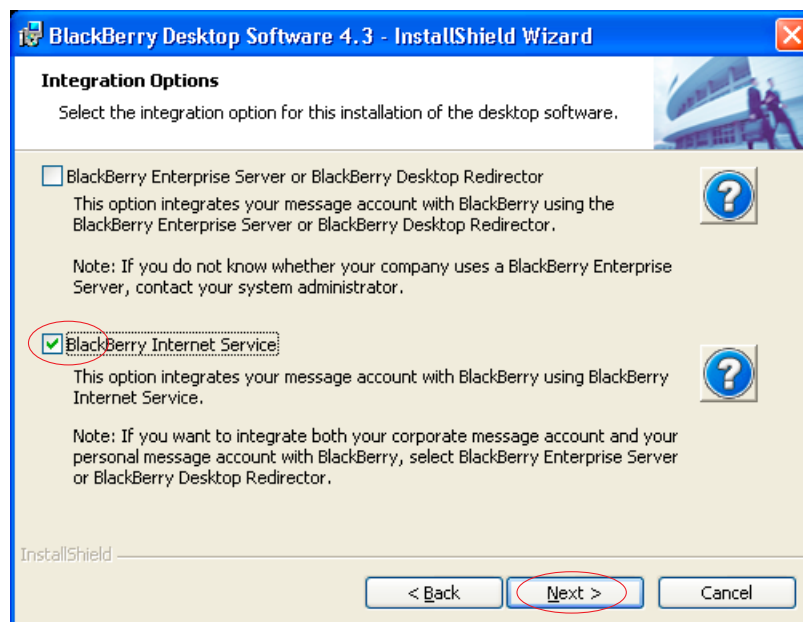 BlackBerry Desktop Software 4.3 - InstallShield Wizard
Integration Options
Select the integration option for this installation of the desktop software.
BlackBerry Enterprise Server or BlackBerry Desktop Redirector
This option integrates your message account with BlackBerry using the
BlackBerry Enterprise Server or BlackBerry Desktop Redirector.
Note: If you do not know whether your company uses a BlackBerry Enterprise
Server, contact your system administrator.
BlackBerry Internet Service
This option integrates your message account with BlackBerry using BlackBerry
Internet Service.
Note: If you want to integrate both your corporate message account and your
personal message account with BlackBerry, select BlackBerry Enterprise Server
or BlackBerry Desktop Redirector.
InstallShield
< Back Next > Cancel